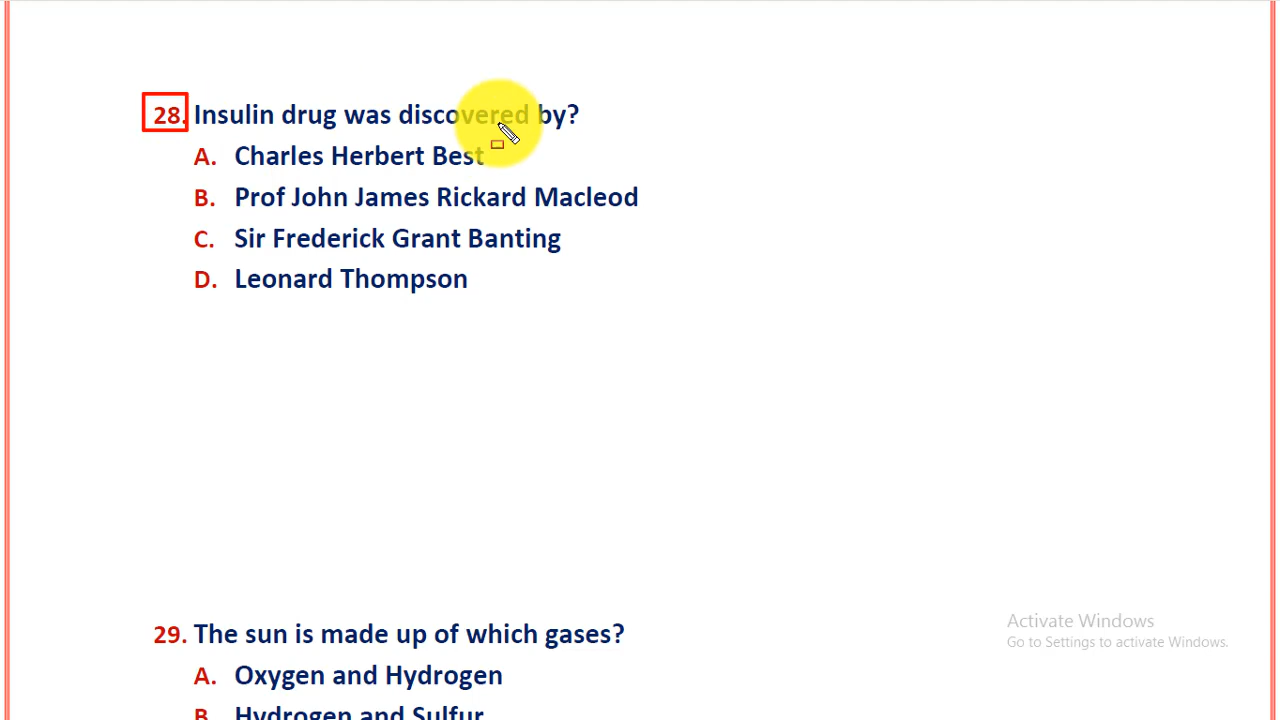 28. Insulin drug was discovered by?
A. Charles Herbert Best
B. Prof John James Rickard Macleod
C. Sir Frederick Grant Banting
D. Leonard Thompson
29. The sun is made up of which gases?
A. Oxygen and Hydrogen
B. Hydrogen and Sulfur
Activate Windows
Go to Settings to activate Windows.